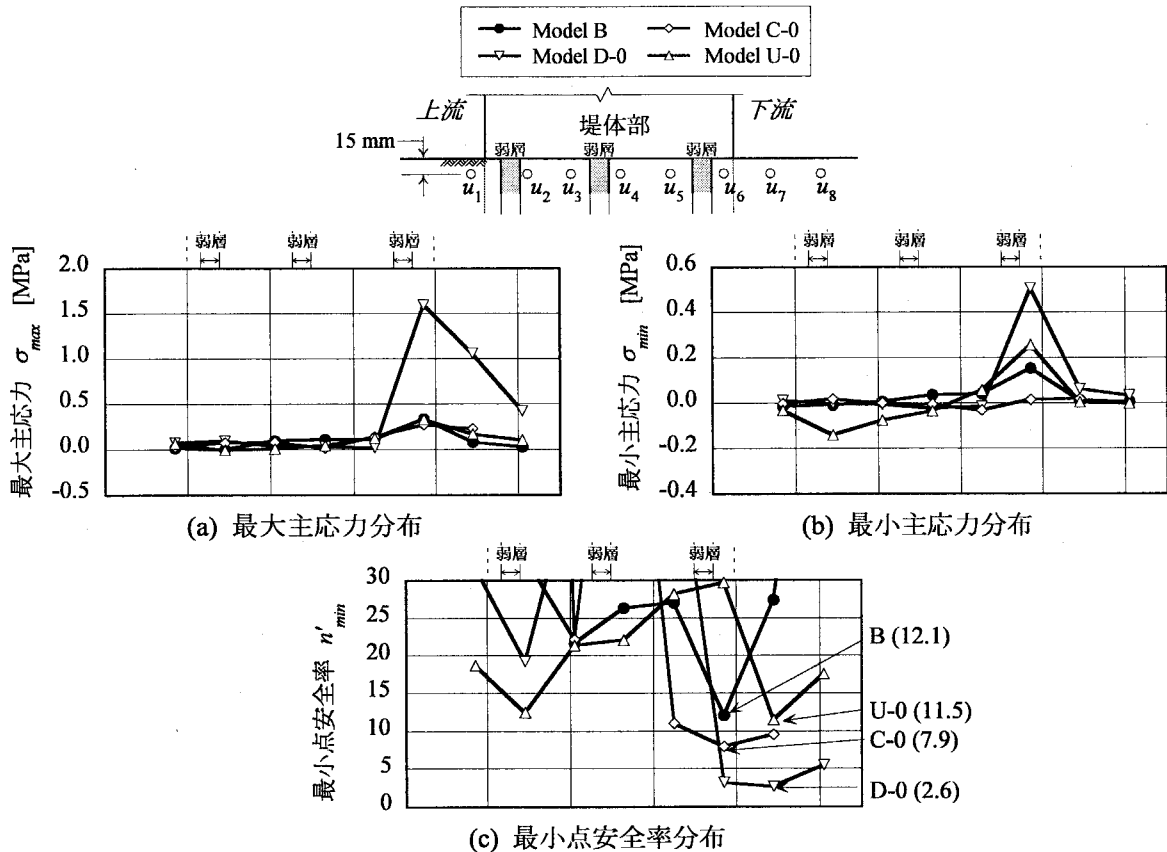 Model B
Model C-0
Model D-0
Model U-0
上流
堤体部
下流
15 mm
弱層
弱層
弱層
u1
u2
u3
u4
u5
u6
u7
u8
弱層
弱層
弱層
最大主応力 σmax [MPa]
2.0
1.5
1.0
0.5
0.0
-0.5
(a) 最大主応力分布
弱層
弱層
弱層
最小主応力 σmin [MPa]
0.6
0.4
0.2
0.0
-0.2
-0.4
(b) 最小主応力分布
弱層
弱層
弱層
最小点安全率 n'min
30
25
20
15
10
5
0
B (12.1)
U-0 (11.5)
C-0 (7.9)
D-0 (2.6)
(c) 最小点安全率分布